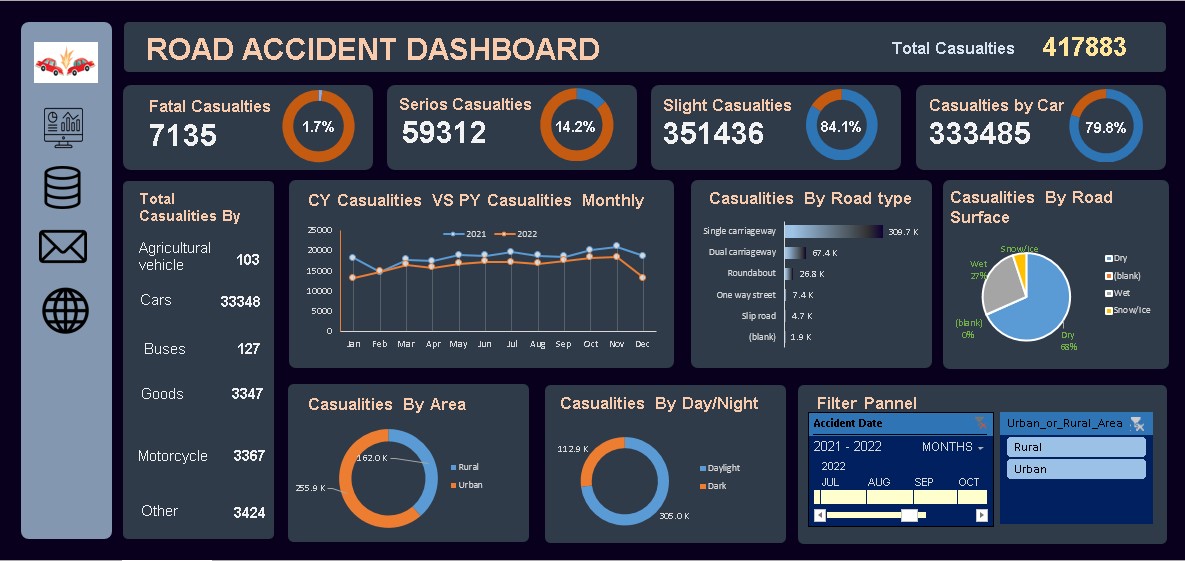 ROAD ACCIDENT DASHBOARD
Total Casualties 417883
Fatal Casualties
7135
1.7%
Serios Casualties
59312
14.2%
Slight Casualties
351436
84.1%
Casualties by Car
333485
79.8%
Total
Casualities By
Agricultural
vehicle
103
Cars 33348
Buses 127
Goods 3347
Motorcycle 3367
Other 3424
CY Casualities VS PY Casualities Monthly
2021 2022
25000
20000
15000
10000
5000
0
Jan Feb Mar Apr May Jun Jul Aug Sep Oct Nov Dec
Casualities By Road type
Single carriageway 309.7 K
Dual carriageway 67.4 K
Roundabout 26.8 K
One way street 7.4 K
Slip road 4.7 K
(blank) 1.9 K
Casualities By Road
Surface
Snow/Ice
Wet
27%
(blank)
0%
Dry
68%
Dry
(blank)
Wet
Snow/Ice
Casualities By Area
162.0 K
255.9 K
Rural
Urban
Casualities By Day/Night
112.9 K
305.0 K
Daylight
Dark
Filter Pannel
Accident Date
2021 - 2022 MONTHS
2022
JUL AUG SEP OCT
Urban_or_Rural_Area
Rural
Urban